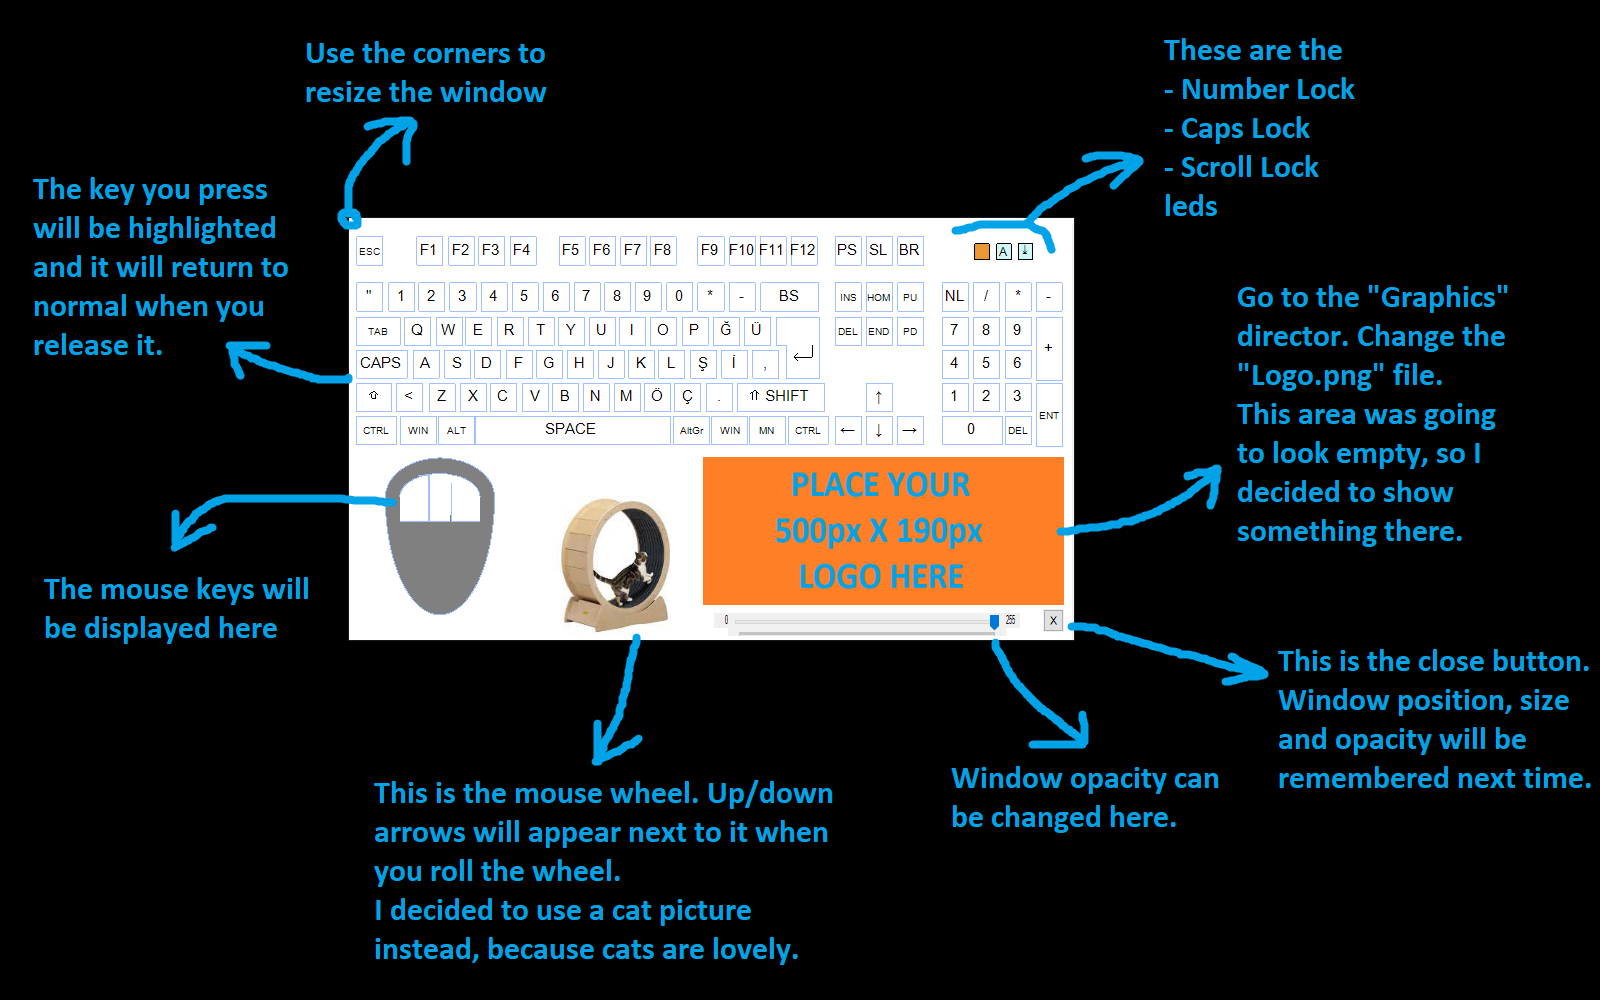 Use the corners to
resize the window
These are the
- Number Lock
- Caps Lock
- Scroll Lock
leds
The key you press
will be highlighted
and it will return to
normal when you
release it.
ESC F1 F2 F3 F4 F5 F6 F7 F8 F9 F10 F11 F12 PS SL BR A
" 1 2 3 4 5 6 7 8 9 0 * - BS INS HOM PU NL / * -
TAB Q W E R T Y U I O P Ğ Ü DEL END PD 7 8 9 +
CAPS A S D F G H J K L Ş İ , 4 5 6
⇧ < Z X C V B N M Ö Ç . ⇧ SHIFT ↑ 1 2 3 ENT
CTRL WIN ALT SPACE AltGr WIN MN CTRL ← ↓ → 0 DEL
Go to the "Graphics"
director. Change the
"Logo.png" file.
This area was going
to look empty, so I
decided to show
something there.
PLACE YOUR
500px X 190px
LOGO HERE
0 255 X
The mouse keys will
be displayed here
This is the close button.
Window position, size
and opacity will be
remembered next time.
Window opacity can
be changed here.
This is the mouse wheel. Up/down
arrows will appear next to it when
you roll the wheel.
I decided to use a cat picture
instead, because cats are lovely.